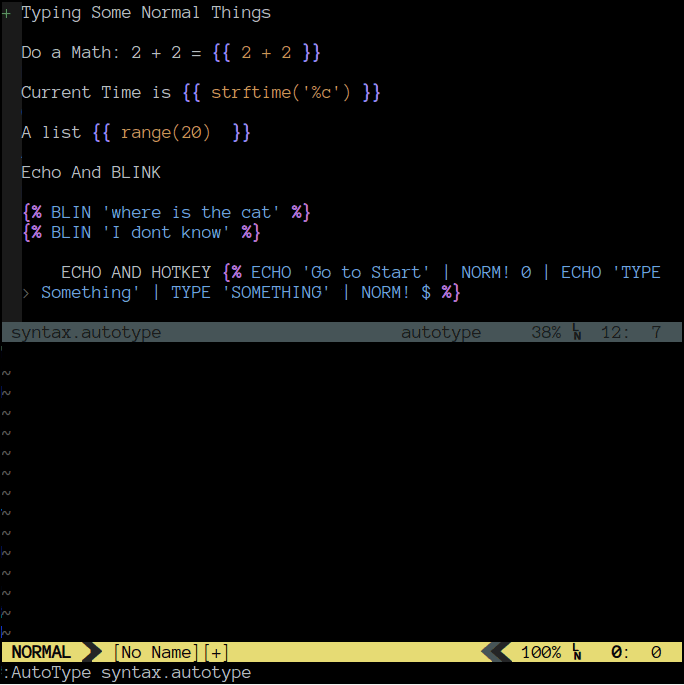 + Typing Some Normal Things
Do a Math: 2 + 2 = {{ 2 + 2 }}
Current Time is {{ strftime('%c') }}
A list {{ range(20)  }}
Echo And BLINK
{% BLIN 'where is the cat' %}
{% BLIN 'I dont know' %}
ECHO AND HOTKEY {% ECHO 'Go to Start' | NORM! 0 | ECHO 'TYPE
> Something' | TYPE 'SOMETHING' | NORM! $ %}
syntax.autotype autotype 38% LN 12: 7
~
~
~
~
~
~
~
~
~
~
~
~
~
~
NORMAL [No Name][+] 100% LN 0: 0
:AutoType syntax.autotype